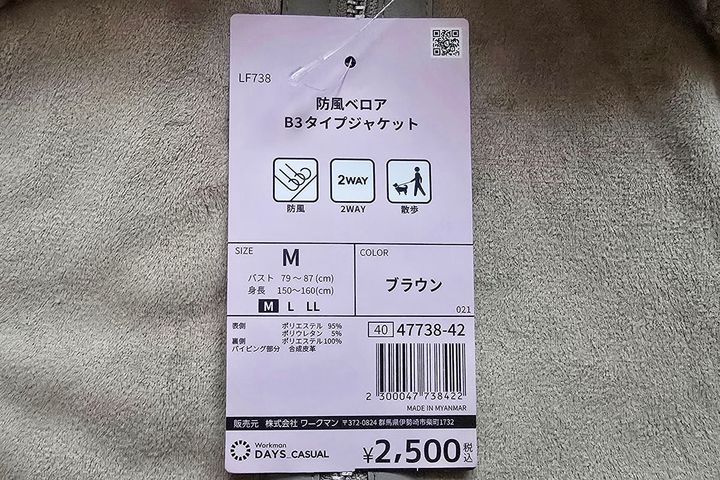 LF738
防風ベロア
B3タイプジャケット
2WAY
防風 2WAY 散歩
SIZE M
バスト 79〜87(cm)
身長 150〜160(cm)
M L LL
COLOR
ブラウン
021
表側 ポリエステル 95%
ポリウレタン 5%
裏側 ポリエステル100%
パイピング部分 合成皮革
40 47738-42
2 300047 738422
MADE IN MYANMAR
販売元 株式会社 ワークマン 〒372-0824 群馬県伊勢崎市柴町1732
Workman
DAYS_CASUAL
¥2,500税込